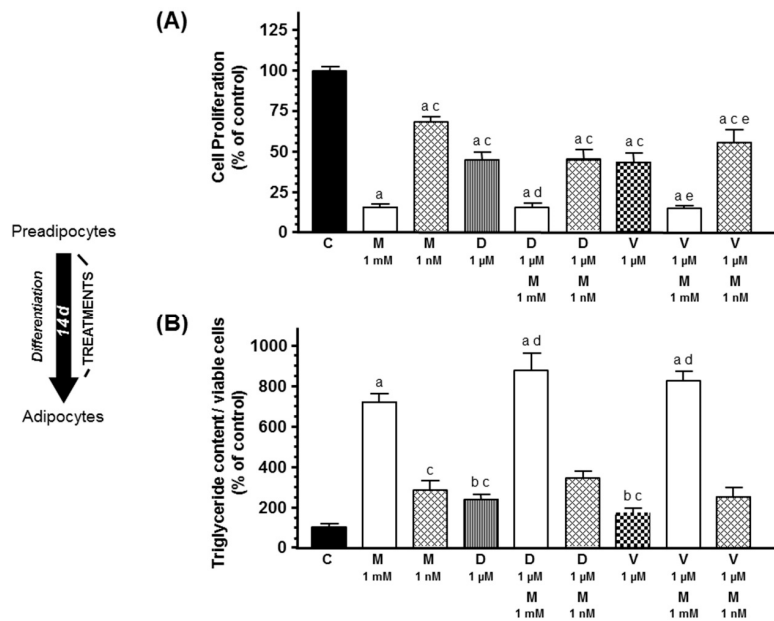 (A)
Cell Proliferation
(% of control)
125
100
75
50
25
0
a
a c
a c
a d
a c
a c
a e
a c e
C M M D D D V V V
1 mM 1 nM 1 µM 1 µM 1 µM 1 µM 1 µM 1 µM
M M M M
1 mM 1 nM 1 mM 1 nM
Preadipocytes
Differentiation
14d
TREATMENTS
Adipocytes
(B)
Triglyceride content / viable cells
(% of control)
1000
800
600
400
200
0
a
c
b c
a d
b c
a d
C M M D D D V V V
1 mM 1 nM 1 µM 1 µM 1 µM 1 µM 1 µM 1 µM
M M M M
1 mM 1 nM 1 mM 1 nM